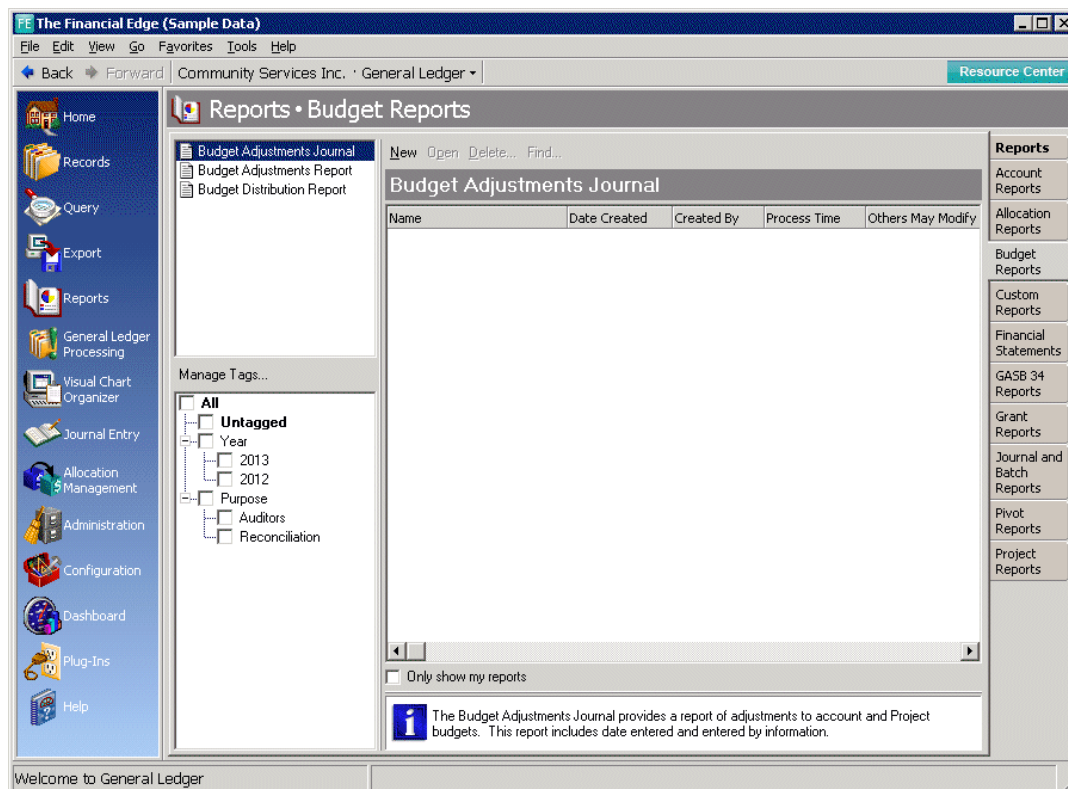 The Financial Edge (Sample Data)
File Edit View Go Favorites Tools Help
Back Forward Community Services Inc. · General Ledger
Resource Center
Home
Records
Query
Export
Reports
General Ledger
Processing
Visual Chart
Organizer
Journal Entry
Allocation
Management
Administration
Configuration
Dashboard
Plug-Ins
Help
Reports • Budget Reports
Budget Adjustments Journal
Budget Adjustments Report
Budget Distribution Report
Manage Tags...
All
Untagged
Year
2013
2012
Purpose
Auditors
Reconciliation
New Open Delete... Find...
Budget Adjustments Journal
Name Date Created Created By Process Time Others May Modify
Only show my reports
The Budget Adjustments Journal provides a report of adjustments to account and Project
budgets. This report includes date entered and entered by information.
Reports
Account
Reports
Allocation
Reports
Budget
Reports
Custom
Reports
Financial
Statements
GASB 34
Reports
Grant
Reports
Journal and
Batch
Reports
Pivot
Reports
Project
Reports
Welcome to General Ledger